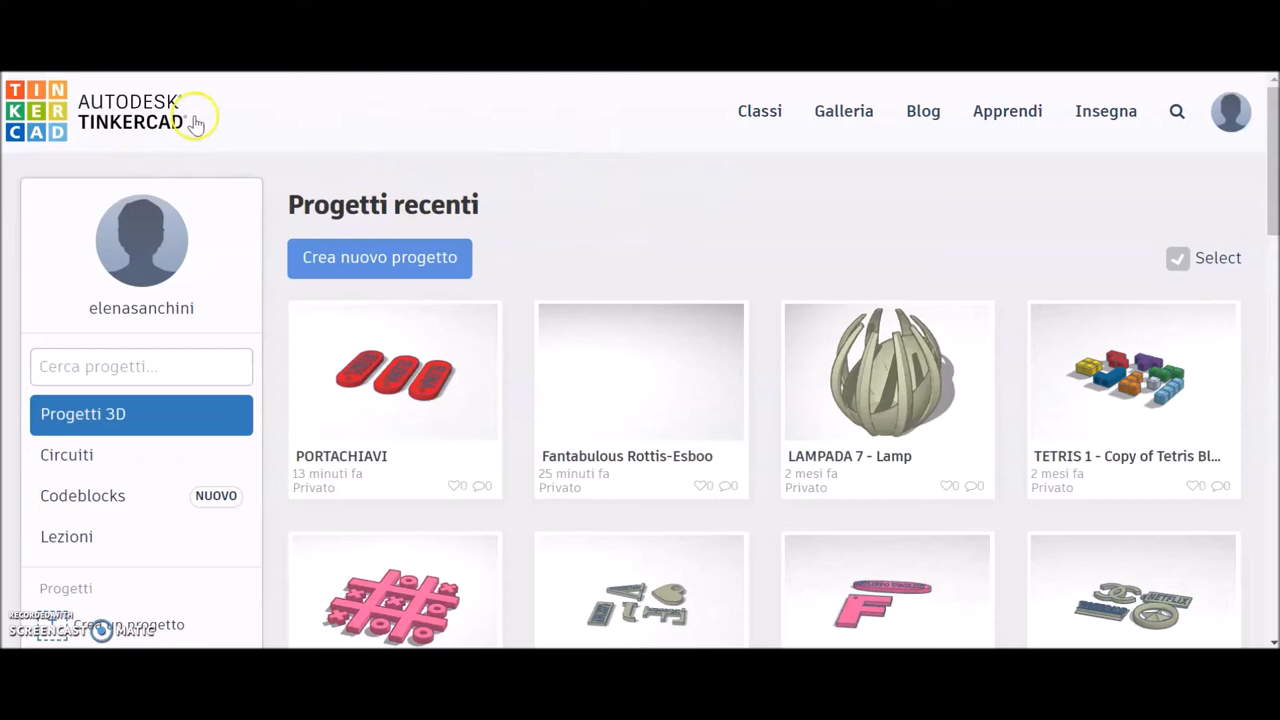 TIN
KER
CAD
AUTODESK
TINKERCAD
Classi
Galleria
Blog
Apprendi
Insegna
elenasanchini
Cerca progetti...
Progetti 3D
Circuiti
Codeblocks NUOVO
Lezioni
Progetti
Crea un progetto
RECORDED WITH
SCREENCAST MATIC
Progetti recenti
Crea nuovo progetto
Select
PORTACHIAVI
13 minuti fa
Privato 0 0
Fantabulous Rottis-Esboo
25 minuti fa
Privato 0 0
LAMPADA 7 - Lamp
2 mesi fa
Privato 0 0
TETRIS 1 - Copy of Tetris Bl...
2 mesi fa
Privato 0 0
NETFLIX